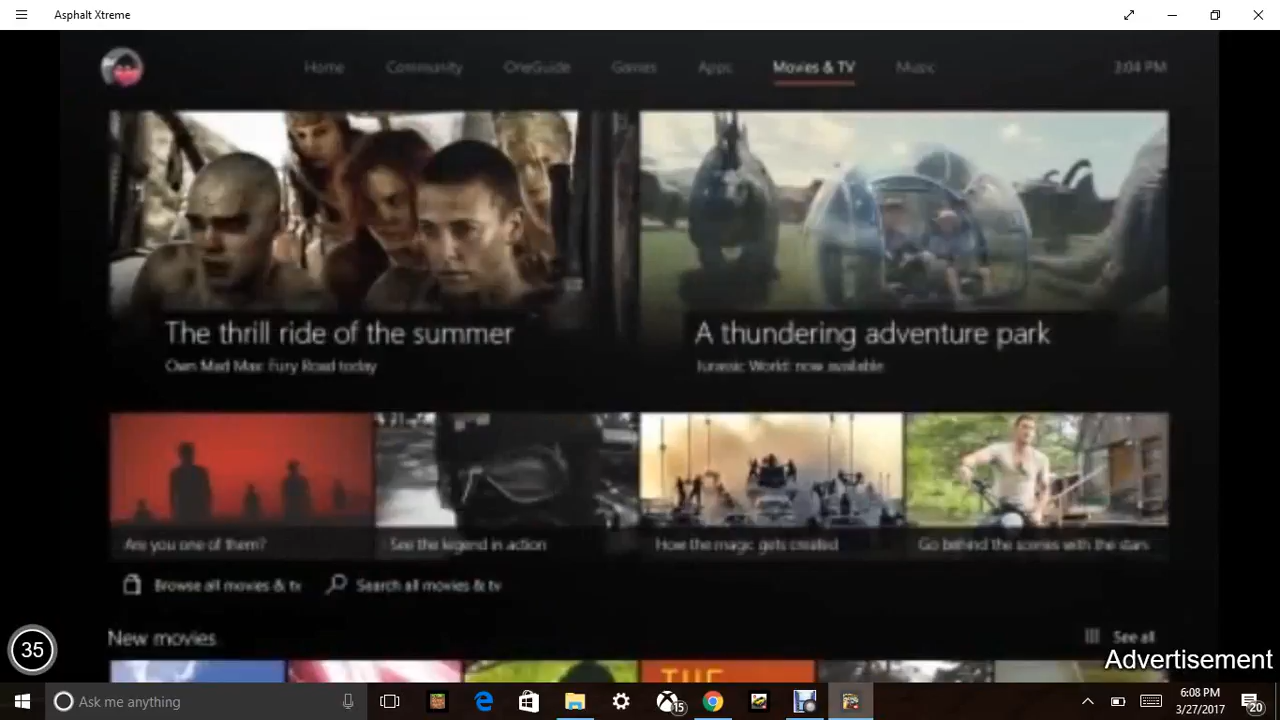 Asphalt Xtreme
Home Community OneGuide Games Apps Movies & TV Music 3:04 PM
The thrill ride of the summer
Own Mad Max: Fury Road today
A thundering adventure park
Jurassic World: now available
Are you one of them?
See the legend in action
How the magic gets created
Go behind the scenes with the stars
Browse all movies & tv
Search all movies & tv
New movies
See all
THE
35
Advertisement
Ask me anything
15
6:08 PM
3/27/2017
20